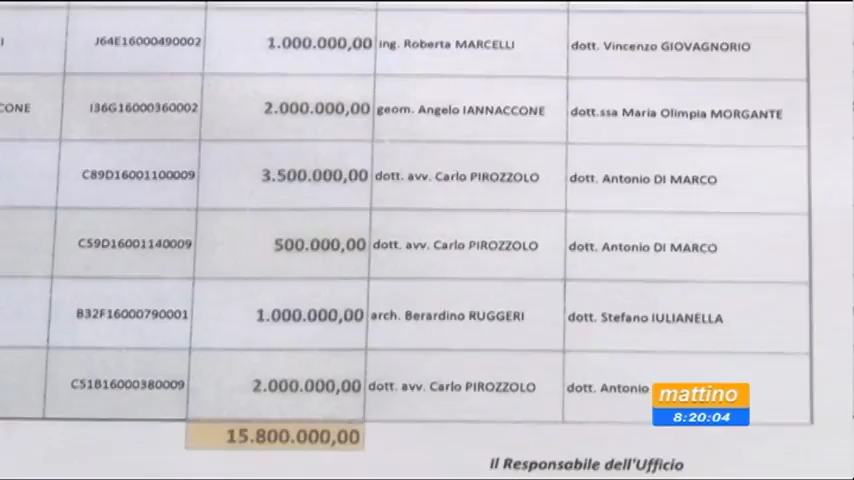 I J64E16000490002 1.000.000,00 ing. Roberta MARCELLI dott. Vincenzo GIOVAGNORIO
CONE I36G16000360002 2.000.000,00 geom. Angelo IANNACCONE dott.ssa Maria Olimpia MORGANTE
C89D16001100009 3.500.000,00 dott. avv. Carlo PIROZZOLO dott. Antonio DI MARCO
C59D16001140009 500.000,00 dott. avv. Carlo PIROZZOLO dott. Antonio DI MARCO
B32F16000790001 1.000.000,00 arch. Berardino RUGGERI dott. Stefano IULIANELLA
C51B16000380009 2.000.000,00 dott. avv. Carlo PIROZZOLO dott. Antonio
mattino
8:20:04
15.800.000,00
Il Responsabile dell'Ufficio